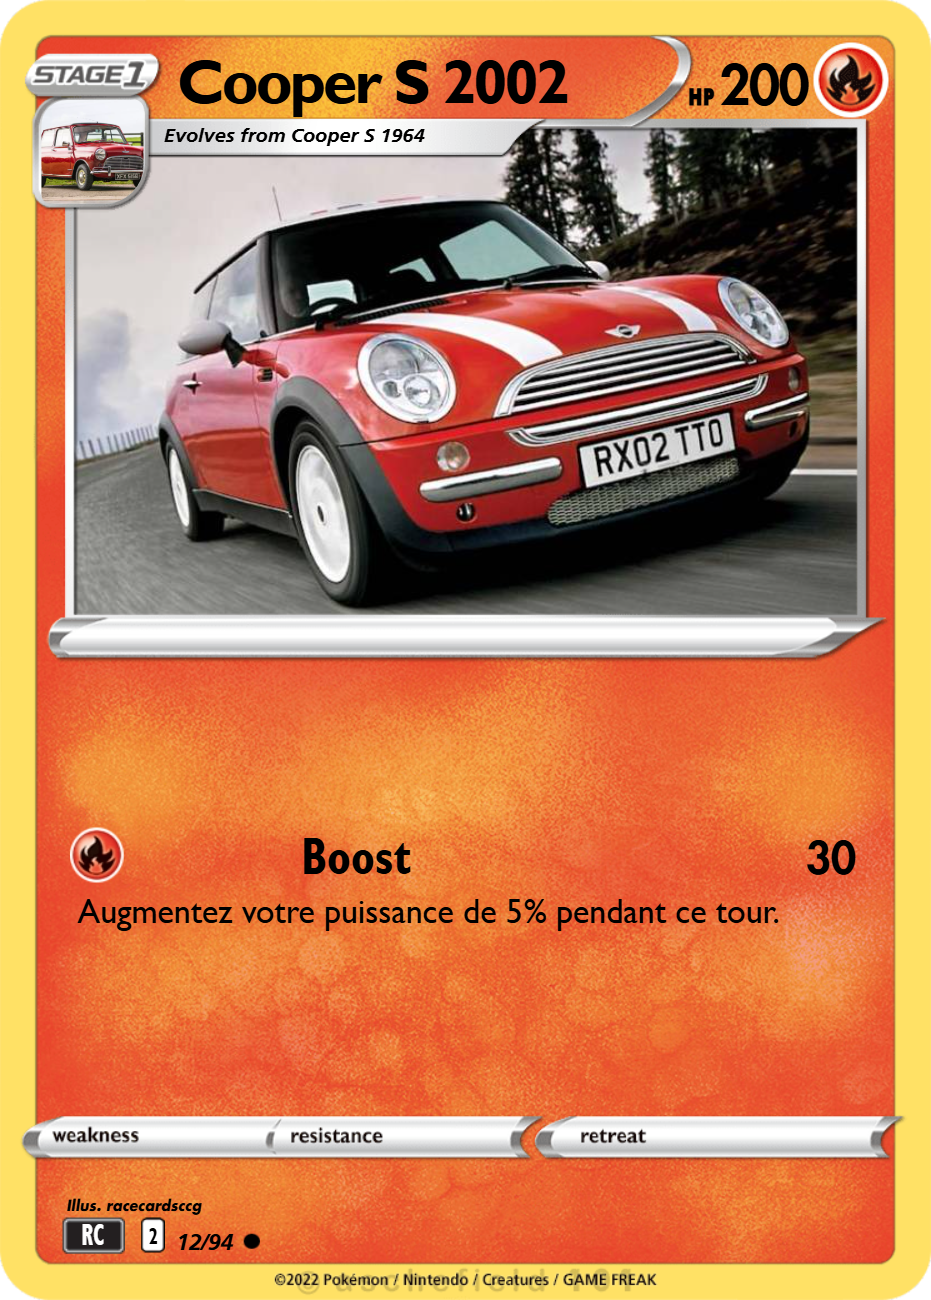 STAGE 1
Cooper S 2002
HP 200
Evolves from Cooper S 1964
RX02 TTO
Boost 30
Augmentez votre puissance de 5% pendant ce tour.
weakness resistance retreat
Illus. racecardsccg
RC 2 12/94
©2022 Pokémon / Nintendo / Creatures / GAME FREAK